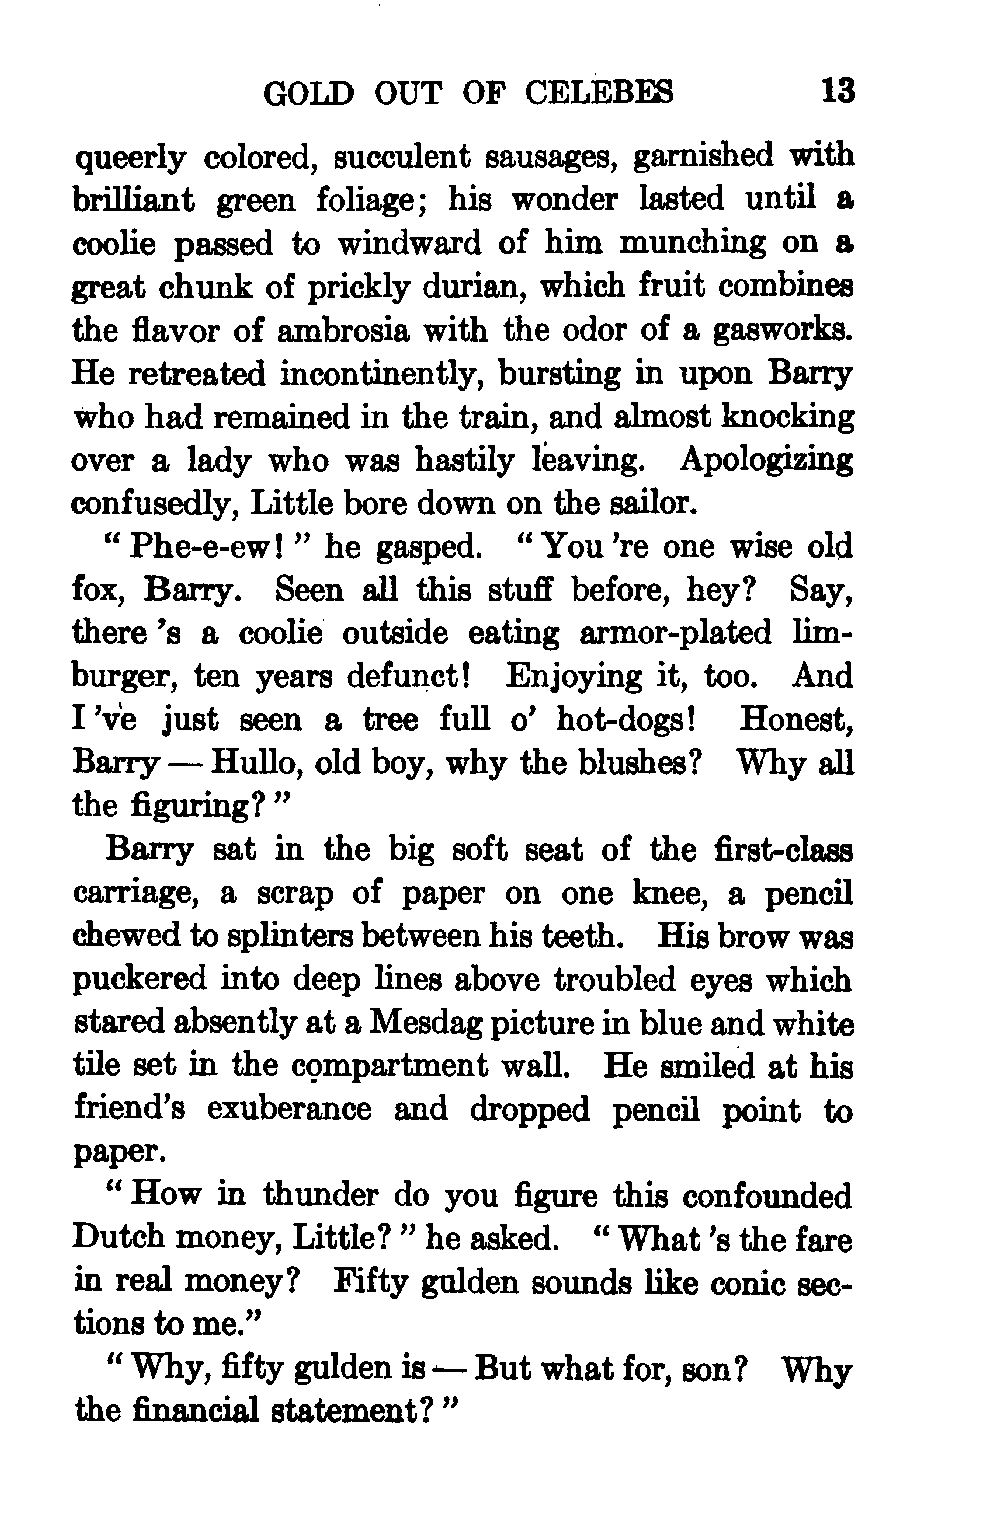 GOLD OUT OF CELEBES 13
queerly colored, succulent sausages, garnished with
brilliant green foliage; his wonder lasted until a
coolie passed to windward of him munching on a
great chunk of prickly durian, which fruit combines
the flavor of ambrosia with the odor of a gasworks.
He retreated incontinently, bursting in upon Barry
who had remained in the train, and almost knocking
over a lady who was hastily leaving. Apologizing
confusedly, Little bore down on the sailor.
“ Phe-e-ew! ” he gasped. “ You 're one wise old
fox, Barry. Seen all this stuff before, hey? Say,
there 's a coolie outside eating armor-plated lim-
burger, ten years defunct! Enjoying it, too. And
I 've just seen a tree full o' hot-dogs! Honest,
Barry — Hullo, old boy, why the blushes? Why all
the figuring? ”
Barry sat in the big soft seat of the first-class
carriage, a scrap of paper on one knee, a pencil
chewed to splinters between his teeth. His brow was
puckered into deep lines above troubled eyes which
stared absently at a Mesdag picture in blue and white
tile set in the compartment wall. He smiled at his
friend's exuberance and dropped pencil point to
paper.
“ How in thunder do you figure this confounded
Dutch money, Little? ” he asked. “ What 's the fare
in real money? Fifty gulden sounds like conic sec-
tions to me.”
“ Why, fifty gulden is — But what for, son? Why
the financial statement? ”